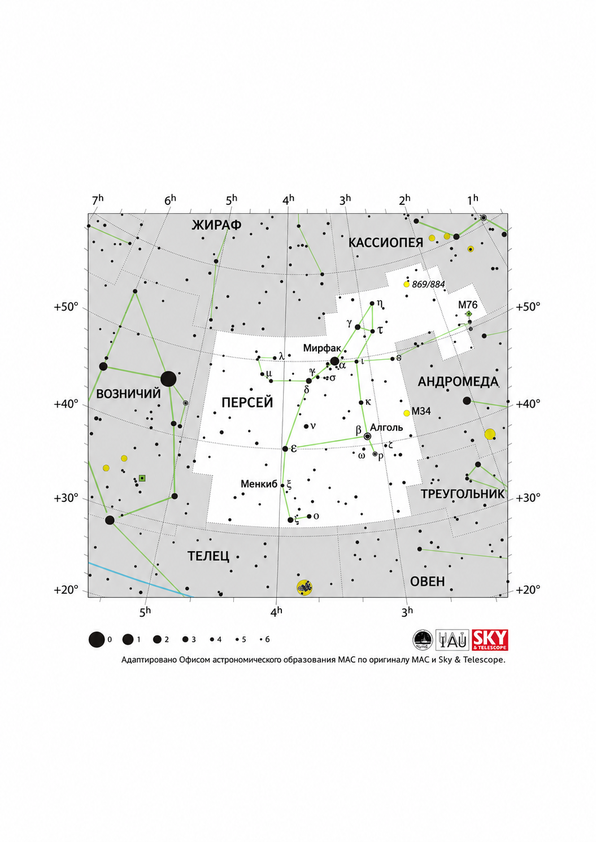 7h 6h 5h 4h 3h 2h 1h
ЖИРАФ
КАССИОПЕЯ
869/884
+50° M76 +50°
η
γ τ
Мирфак
λ α ι
μ γ σ
δ
АНДРОМЕДА
ВОЗНИЧИЙ
ПЕРСЕЙ κ
+40° M34 +40°
ν β Алголь
ε ω ρ ζ
Менкиб ξ
+30° ТРЕУГОЛЬНИК +30°
ζ ο
ТЕЛЕЦ
ОВЕН
+20° +20°
5h 4h 3h
0 1 2 3 4 5 6
IAU SKY
& TELESCOPE
Адаптировано Офисом астрономического образования МАС по оригиналу МАС и Sky & Telescope.